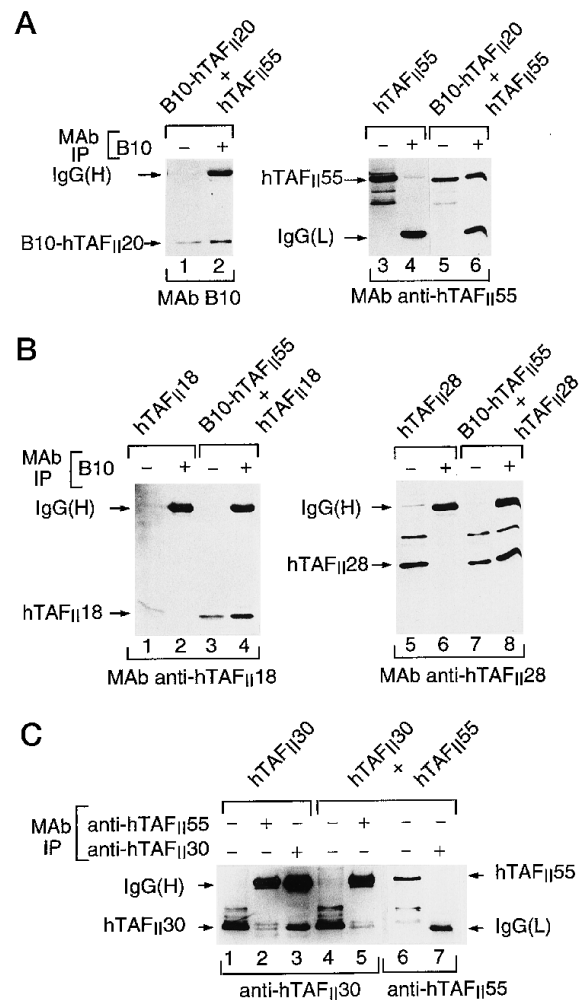 A
B10-hTAFII20 + hTAFII55
hTAFII55
B10-hTAFII20 + hTAFII55
MAb IP [ B10 – +
– + – +
IgG(H)
B10-hTAFII20
hTAFII55
IgG(L)
1 2
3 4 5 6
MAb B10
MAb anti-hTAFII55
B
hTAFII18
B10-hTAFII55 + hTAFII18
hTAFII28
B10-hTAFII55 + hTAFII28
MAb IP [ B10 – + – +
– + – +
IgG(H)
hTAFII18
IgG(H)
hTAFII28
1 2 3 4
5 6 7 8
MAb anti-hTAFII18
MAb anti-hTAFII28
C
hTAFII30
hTAFII30 + hTAFII55
MAb IP
anti-hTAFII55 – + – – + –
anti-hTAFII30 – – + – – – +
IgG(H)
hTAFII30
hTAFII55
IgG(L)
1 2 3 4 5 6 7
anti-hTAFII30
anti-hTAFII55